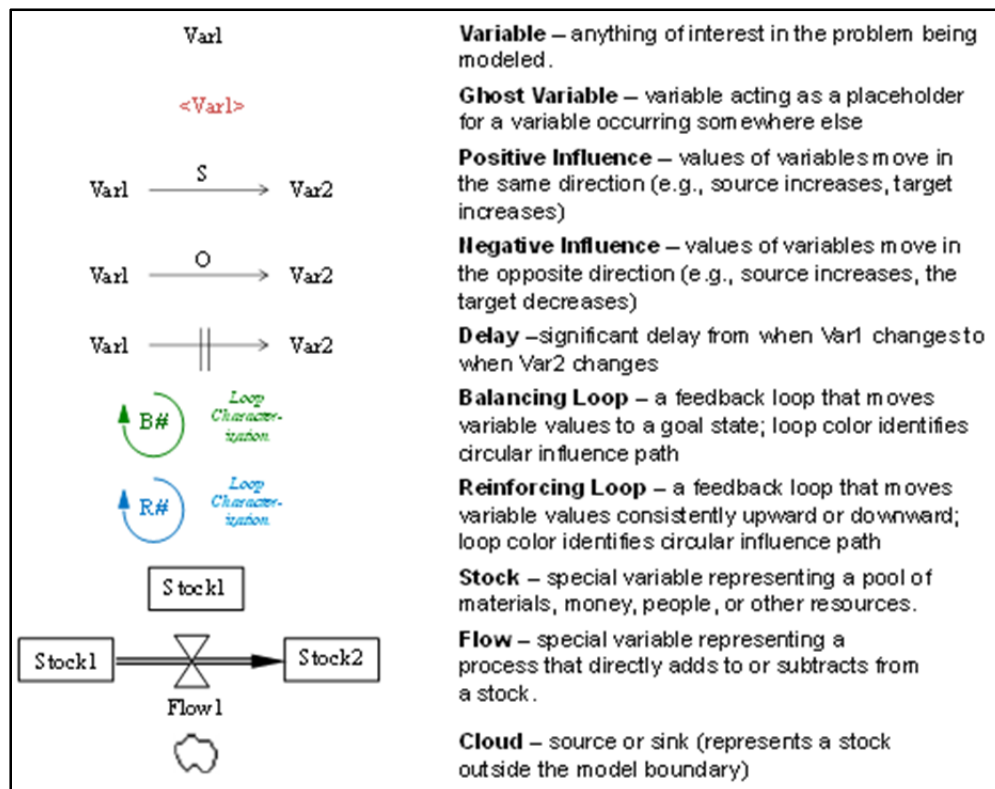 Var1
Variable – anything of interest in the problem being
modeled.
<Var1>
Ghost Variable – variable acting as a placeholder
for a variable occurring somewhere else
Var1 S Var2
Positive Influence – values of variables move in
the same direction (e.g., source increases, target
increases)
Var1 O Var2
Negative Influence – values of variables move in
the opposite direction (e.g., source increases, the
target decreases)
Var1 Var2
Delay –significant delay from when Var1 changes to
when Var2 changes
B#
Loop
Character-
ization
Balancing Loop – a feedback loop that moves
variable values to a goal state; loop color identifies
circular influence path
R#
Loop
Character-
ization
Reinforcing Loop – a feedback loop that moves
variable values consistently upward or downward;
loop color identifies circular influence path
Stock1
Stock – special variable representing a pool of
materials, money, people, or other resources.
Stock1 Stock2
Flow1
Flow – special variable representing a
process that directly adds to or subtracts from
a stock.
Cloud – source or sink (represents a stock
outside the model boundary)